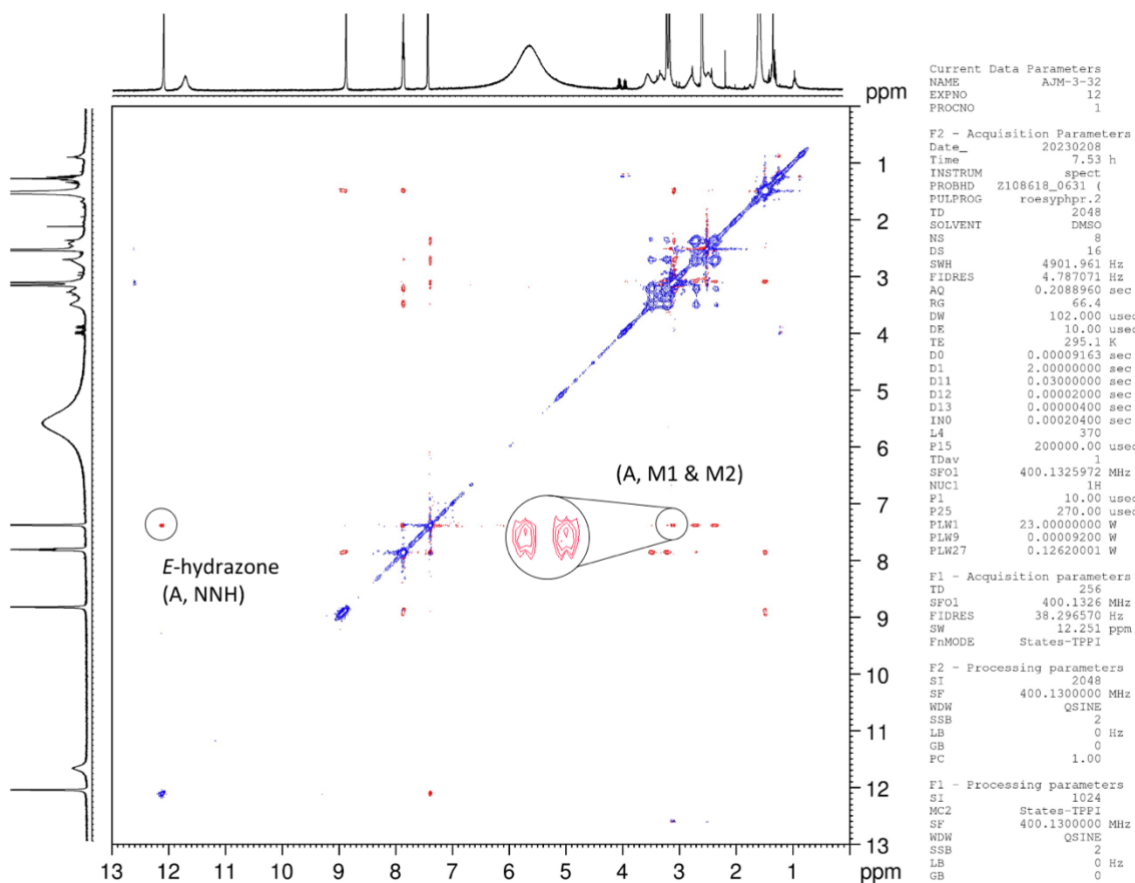 ppm
1
2
3
4
5
6
7
8
9
10
11
12
13
13 12 11 10 9 8 7 6 5 4 3 2 1 ppm
(A, M1 & M2)
E-hydrazone
(A, NNH)
Current Data Parameters
NAME AJM-3-32
EXPNO 12
PROCNO 1
F2 - Acquisition Parameters
Date_ 20230208
Time 7.53 h
INSTRUM spect
PROBHD Z108618_0631 (
PULPROG roesyphpr.2
TD 2048
SOLVENT DMSO
NS 8
DS 16
SWH 4901.961 Hz
FIDRES 4.787071 Hz
AQ 0.2088960 sec
RG 66.4
DW 102.000 usec
DE 10.00 usec
TE 295.1 K
D0 0.00009163 sec
D1 2.00000000 sec
D11 0.03000000 sec
D12 0.00002000 sec
D13 0.00000400 sec
IN0 0.00020400 sec
L4 370
P15 200000.00 usec
TDav 1
SFO1 400.1325972 MHz
NUC1 1H
P1 10.00 usec
P25 270.00 usec
PLW1 23.00000000 W
PLW9 0.00009200 W
PLW27 0.12620001 W
F1 - Acquisition parameters
TD 256
SFO1 400.1326 MHz
FIDRES 38.296570 Hz
SW 12.251 ppm
FnMODE States-TPPI
F2 - Processing parameters
SI 2048
SF 400.1300000 MHz
WDW QSINE
SSB 2
LB 0 Hz
GB 0
PC 1.00
F1 - Processing parameters
SI 1024
MC2 States-TPPI
SF 400.1300000 MHz
WDW QSINE
SSB 2
LB 0 Hz
GB 0